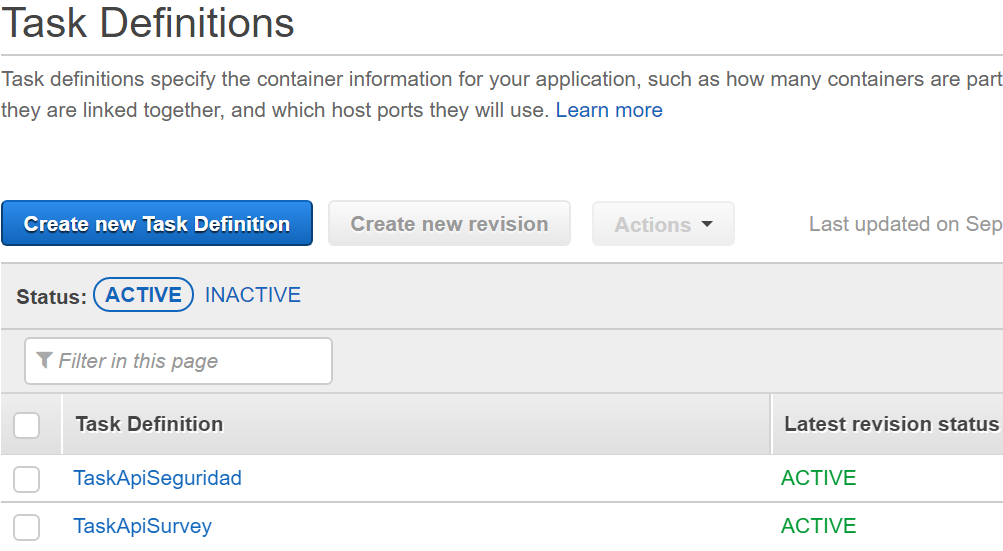 Task Definitions
Task definitions specify the container information for your application, such as how many containers are part
they are linked together, and which host ports they will use. Learn more
Create new Task Definition Create new revision Actions Last updated on Sep
Status: ACTIVE INACTIVE
Filter in this page
Task Definition Latest revision status
TaskApiSeguridad ACTIVE
TaskApiSurvey ACTIVE